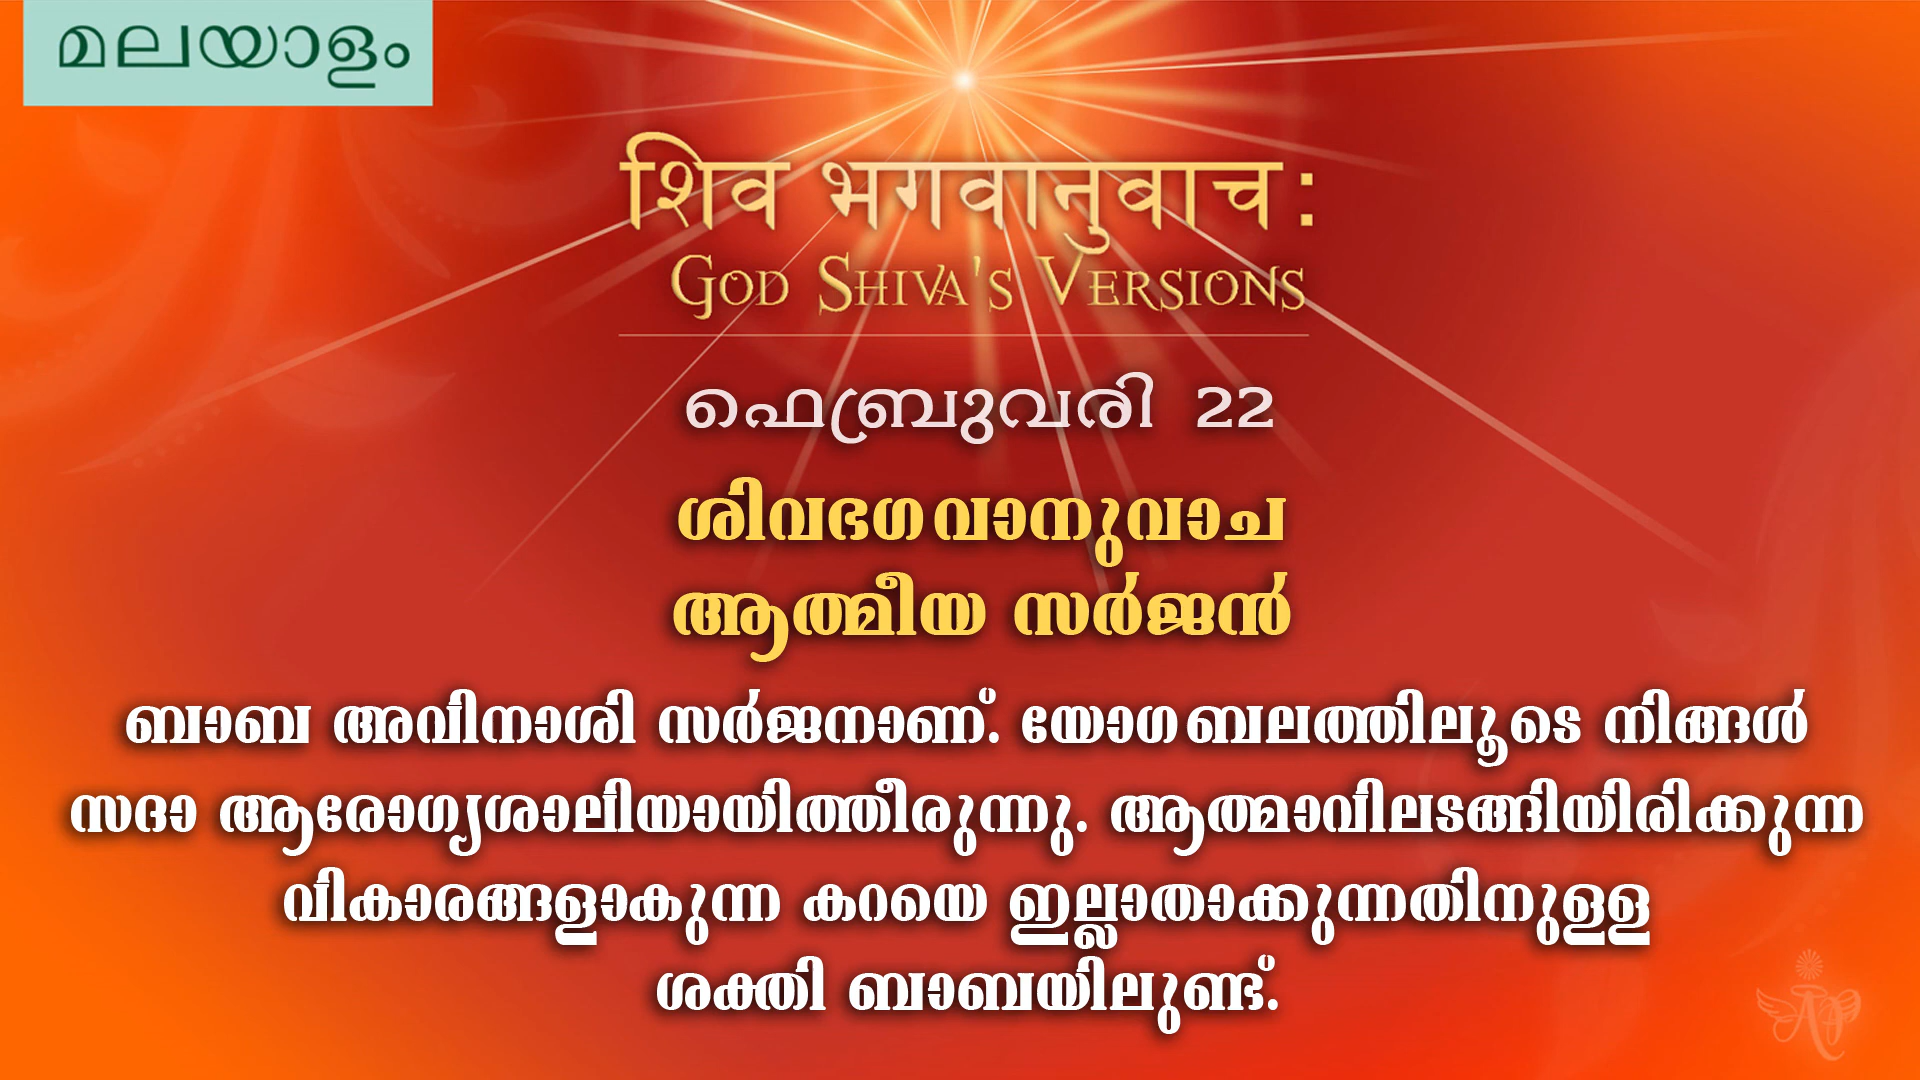 മലയാളം
शिव भगवानुवाच:
GOD SHIVA'S VERSIONS
ഫെബ്രുവരി 22
ശിവഭഗവാനുവാച
ആത്മീയ സർജൻ
ബാബ അവിനാശി സർജനാണ്. യോഗബലത്തിലൂടെ നിങ്ങൾ
സദാ ആരോഗ്യശാലിയായിത്തീരുന്നു. ആത്മാവിലടങ്ങിയിരിക്കുന്ന
വികാരങ്ങളാകുന്ന കറയെ ഇല്ലാതാക്കുന്നതിനുള്ള
ശക്തി ബാബയിലുണ്ട്.